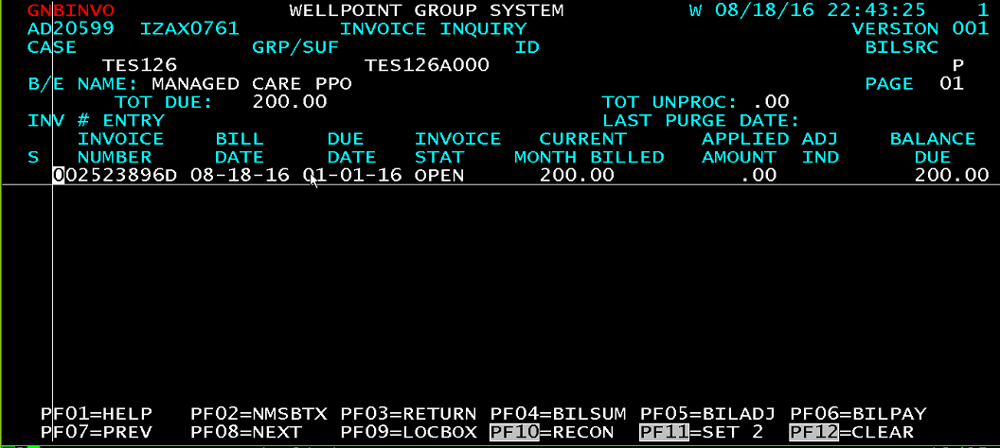 GNBINVO WELLPOINT GROUP SYSTEM W 08/18/16 22:43:25 1
AD20599 IZAX0761 INVOICE INQUIRY VERSION 001
CASE GRP/SUF ID BILSRC
TES126 TES126A000 P
B/E NAME: MANAGED CARE PPO PAGE 01
TOT DUE: 200.00 TOT UNPROC: .00
INV # ENTRY LAST PURGE DATE:
INVOICE BILL DUE INVOICE CURRENT APPLIED ADJ BALANCE
S NUMBER DATE DATE STAT MONTH BILLED AMOUNT IND DUE
002523896D 08-18-16 01-01-16 OPEN 200.00 .00 200.00
PF01=HELP PF02=NMSBTX PF03=RETURN PF04=BILSUM PF05=BILADJ PF06=BILPAY
PF07=PREV PF08=NEXT PF09=LOCBOX PF10=RECON PF11=SET 2 PF12=CLEAR